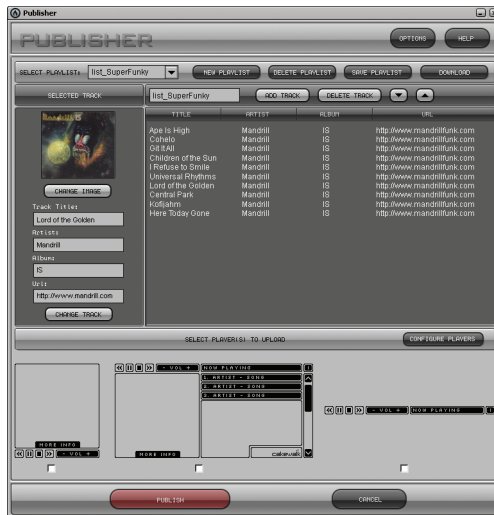 Publisher
PUBLISHER
OPTIONS
HELP
SELECT PLAYLIST:
list_SuperFunky
NEW PLAYLIST
DELETE PLAYLIST
SAVE PLAYLIST
DOWNLOAD
SELECTED TRACK
list_SuperFunky
ADD TRACK
DELETE TRACK
TITLE ARTIST ALBUM URL
Ape Is High Mandrill IS http://www.mandrillfunk.com
Cohelo Mandrill IS http://www.mandrillfunk.com
Git It All Mandrill IS http://www.mandrillfunk.com
Children of the Sun Mandrill IS http://www.mandrillfunk.com
I Refuse to Smile Mandrill IS http://www.mandrillfunk.com
Universal Rhythms Mandrill IS http://www.mandrillfunk.com
Lord of the Golden Mandrill IS http://www.mandrillfunk.com
Central Park Mandrill IS http://www.mandrillfunk.com
Kofijahm Mandrill IS http://www.mandrillfunk.com
Here Today Gone Mandrill IS http://www.mandrillfunk.com
Mandrill IS
CHANGE IMAGE
Track Title:
Lord of the Golden
Artist:
Mandrill
Album:
IS
Url:
http://www.mandrill.com
CHANGE TRACK
SELECT PLAYER(S) TO UPLOAD
CONFIGURE PLAYERS
MORE INFO
- VOL +
- VOL +
NOW PLAYING
i
1. ARTIST - SONG
2. ARTIST - SONG
3. ARTIST - SONG
MORE INFO
cakewalk
- VOL +
NOW PLAYING
i
PUBLISH
CANCEL